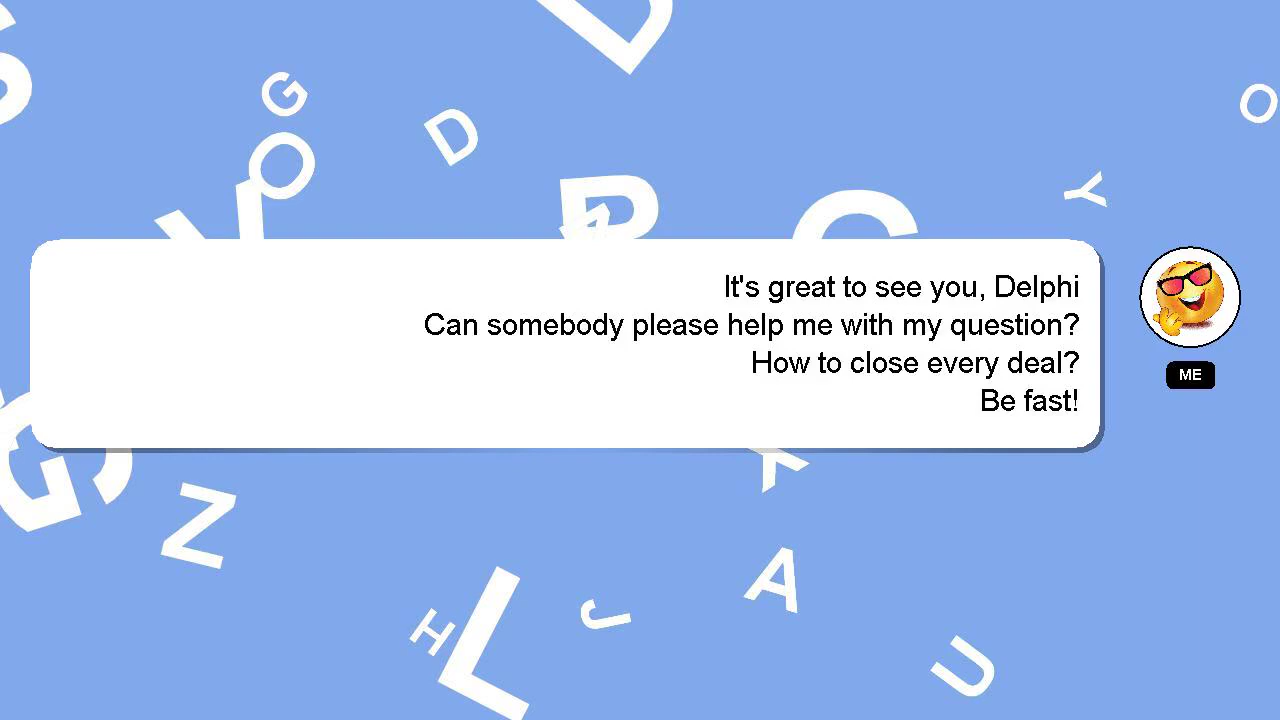 It's great to see you, Delphi
Can somebody please help me with my question?
How to close every deal?
Be fast!
ME
S
G
D
D
O
O
V
R
A
C
Y
G
Z
X
A
H
L
J
U